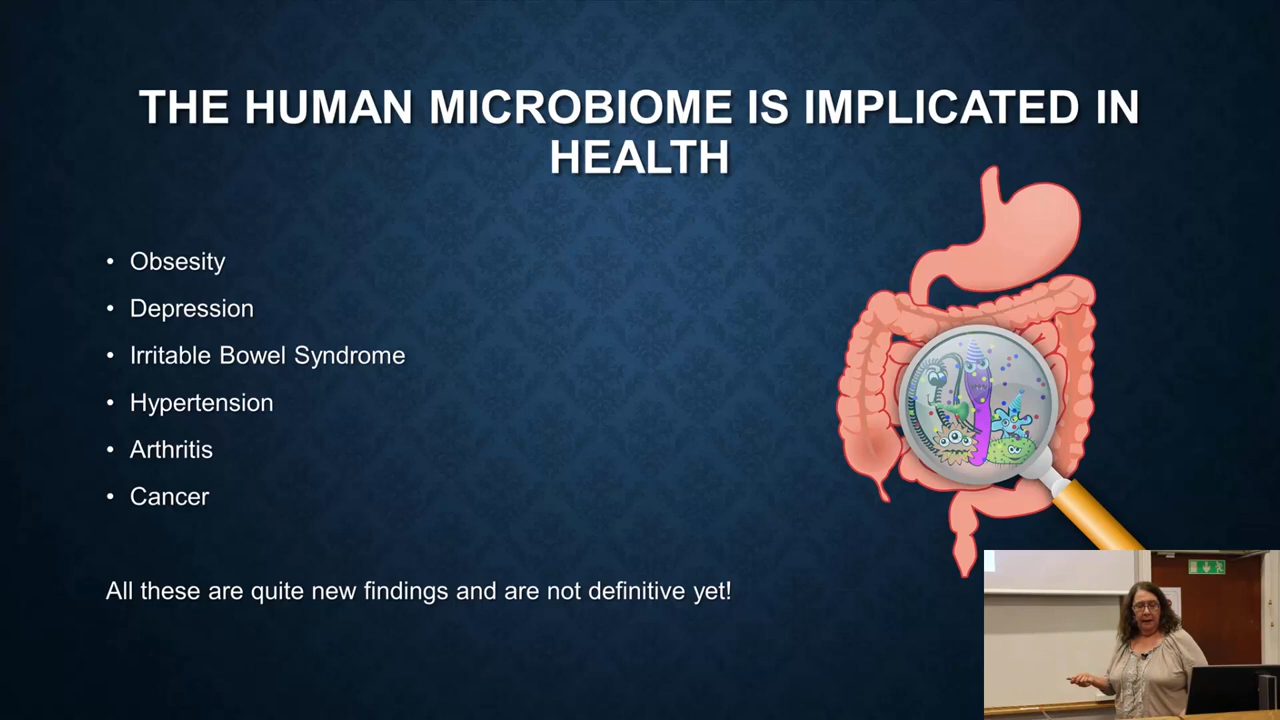 THE HUMAN MICROBIOME IS IMPLICATED IN
HEALTH
• Obsesity
• Depression
• Irritable Bowel Syndrome
• Hypertension
• Arthritis
• Cancer
All these are quite new findings and are not definitive yet!